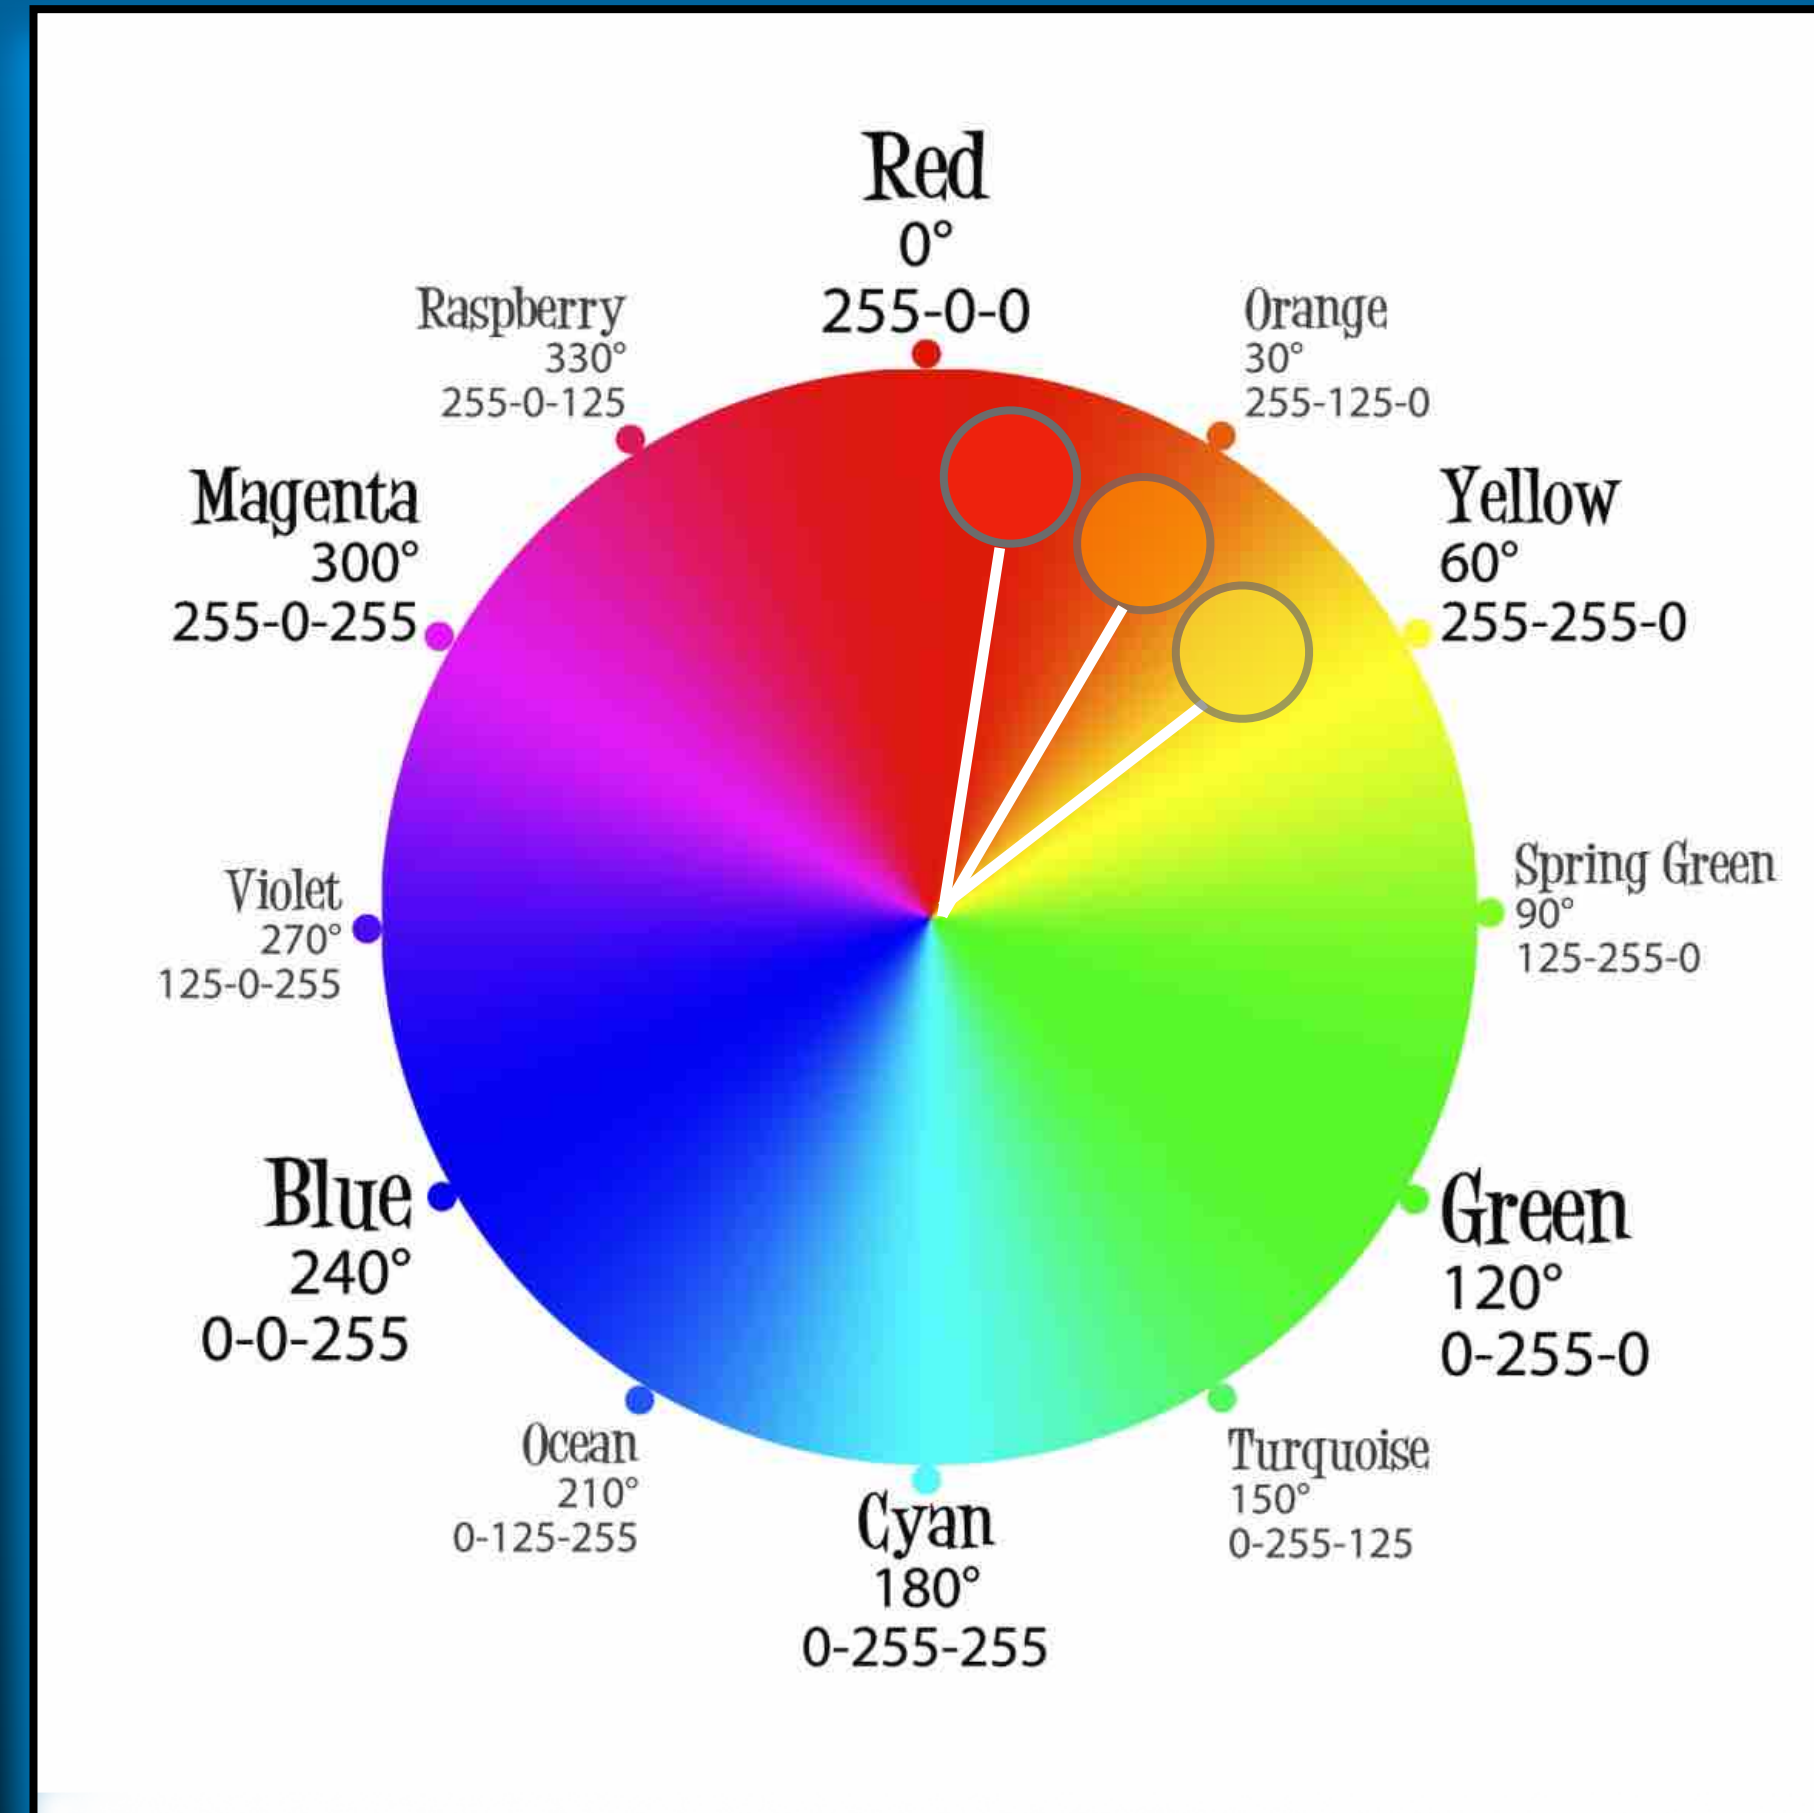 Red
0°
255-0-0
Orange
30°
255-125-0
Yellow
60°
255-255-0
Spring Green
90°
125-255-0
Green
120°
0-255-0
Turquoise
150°
0-255-125
Cyan
180°
0-255-255
Ocean
210°
0-125-255
Blue
240°
0-0-255
Violet
270°
125-0-255
Magenta
300°
255-0-255
Raspberry
330°
255-0-125